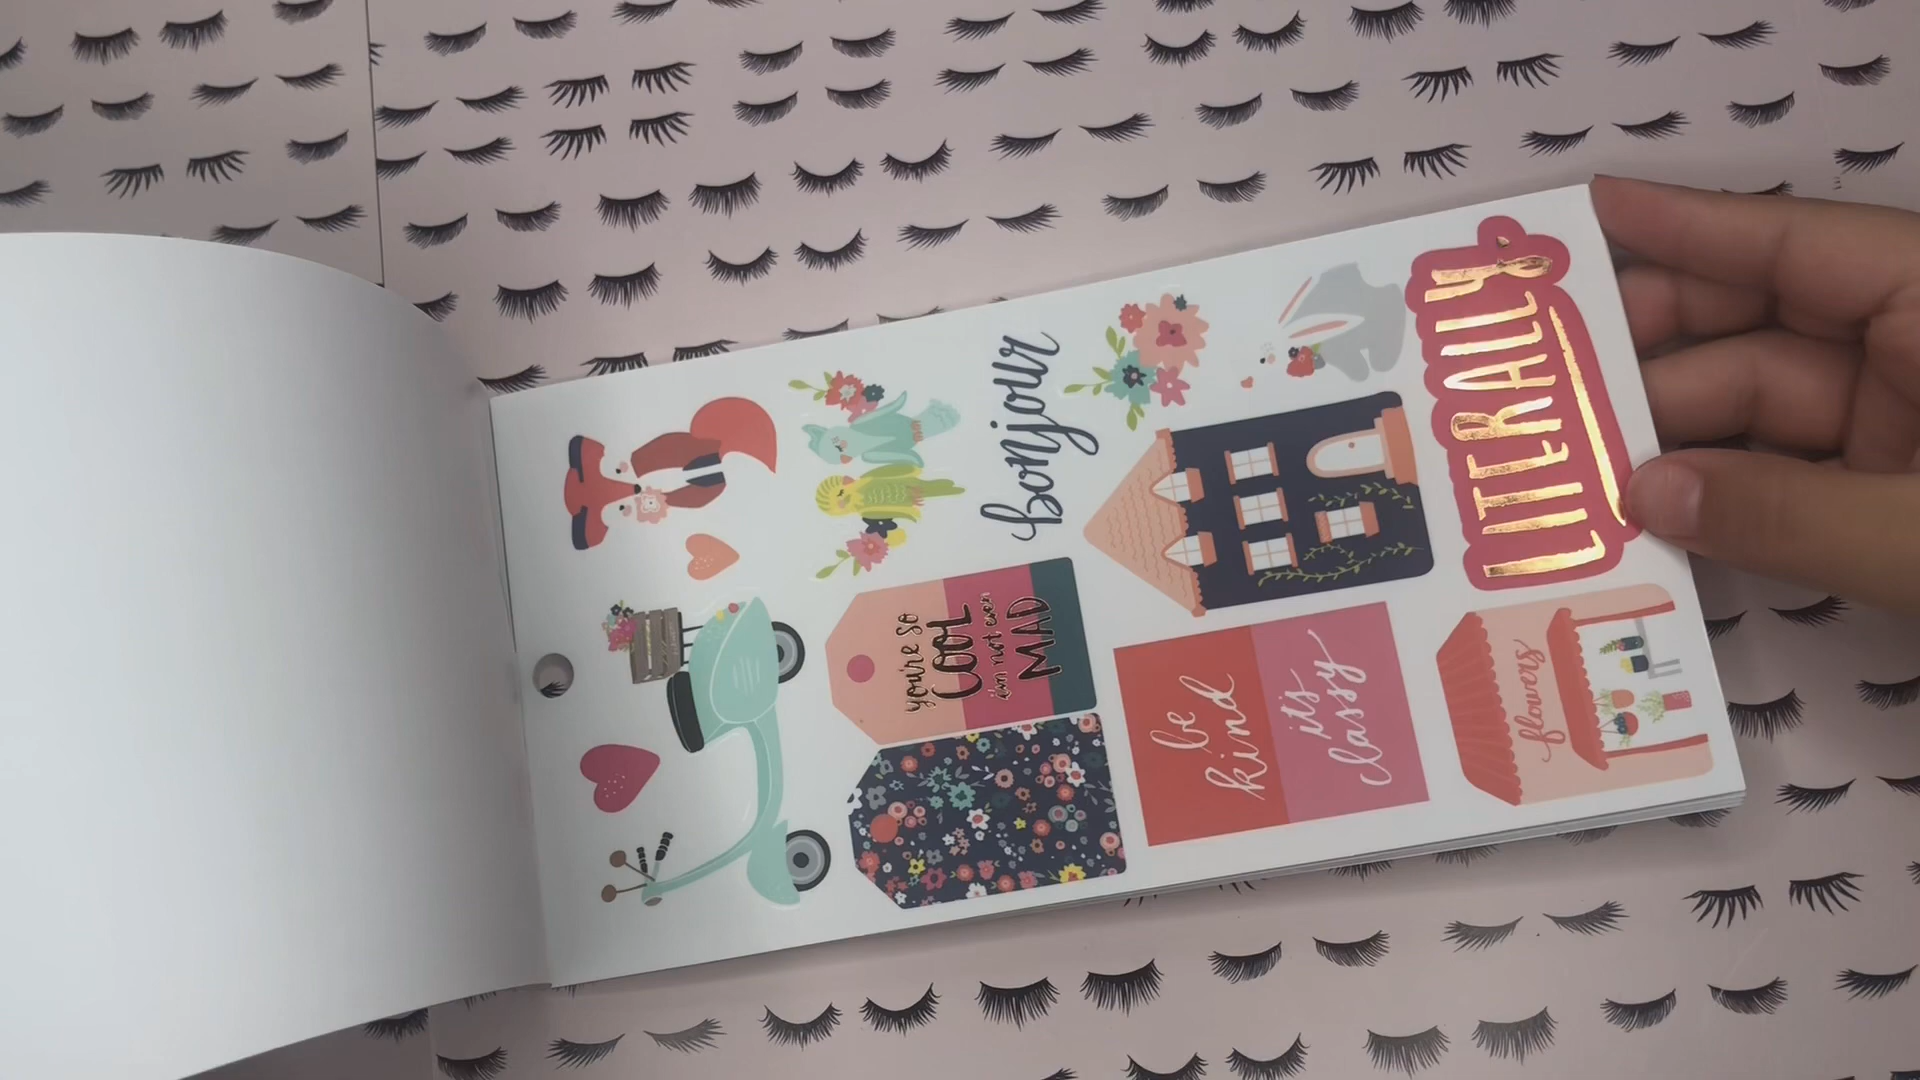 bonjour
LITERALLY
you're so
COOL
i'm not even
MAD
be
kind
it's
classy
flowers